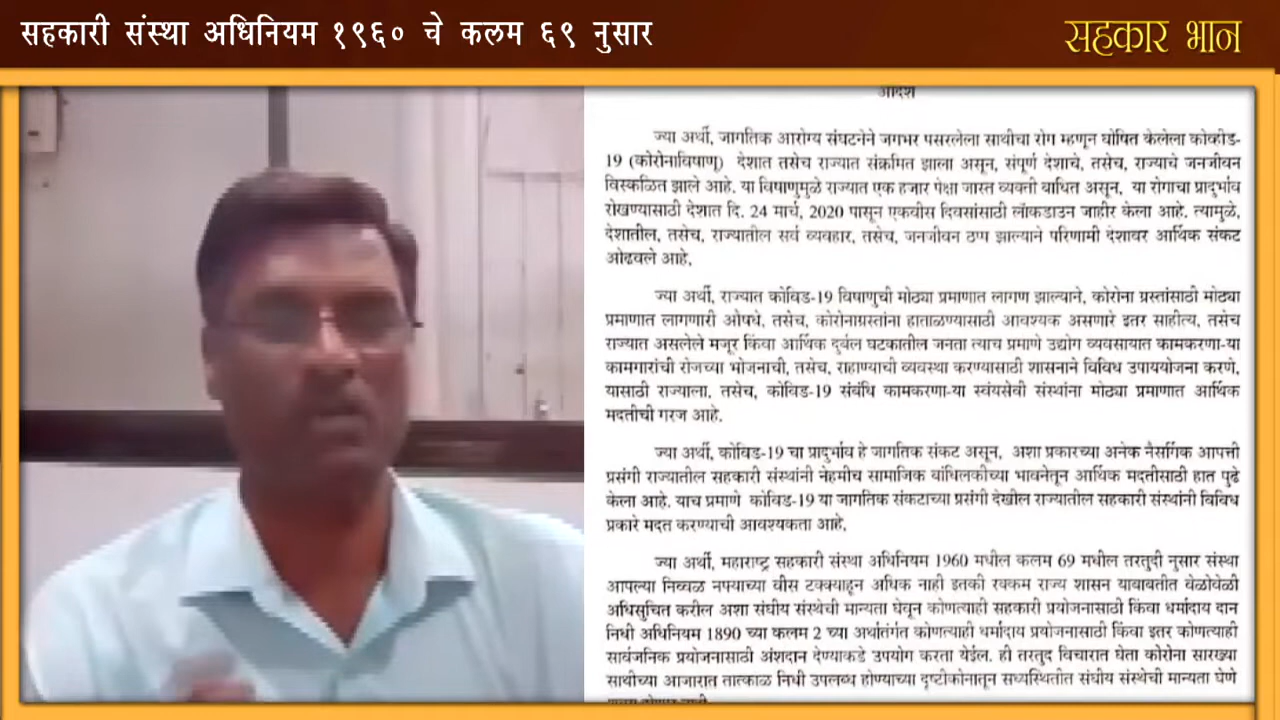 सहकारी संस्था अधिनियम १९६० चे कलम ६९ नुसार
सहकार भान
आदेश
ज्या अर्थी, जागतिक आरोग्य संघटनेने जगभर पसरलेला साथीचा रोग म्हणून घोषित केलेला कोव्हीड-
19 (कोरोनाविषाणू) देशात तसेच राज्यात संक्रमित झाला असून, संपूर्ण देशाचे, तसेच, राज्याचे जनजीवन
विस्कळित झाले आहे. या विषाणुमुळे राज्यात एक हजार पेक्षा जास्त व्यक्ती बाधित असून, या रोगाचा प्रादुर्भाव
रोखण्यासाठी देशात दि. 24 मार्च, 2020 पासून एकवीस दिवसांसाठी लॉकडाउन जाहीर केला आहे. त्यामुळे,
देशातील, तसेच, राज्यातील सर्व व्यवहार, तसेच, जनजीवन ठप्प झाल्याने परिणामी देशावर आर्थिक संकट
ओढवले आहे,
ज्या अर्थी, राज्यात कोविड-19 विषाणुची मोठ्या प्रमाणात लागण झाल्याने, कोरोना ग्रस्तांसाठी मोठ्या
प्रमाणात लागणारी औषधे, तसेच, कोरोनाग्रस्तांना हाताळण्यासाठी आवश्यक असणारे इतर साहीत्य, तसेच
राज्यात असलेले मजूर किंवा आर्थिक दुर्बल घटकातील जनता त्याच प्रमाणे उद्योग व्यवसायात कामकरणा-या
कामगारांची रोजच्या भोजनाची, तसेच, राहाण्याची व्यवस्था करण्यासाठी शासनाने विविध उपाययोजना करणे,
यासाठी राज्याला, तसेच, कोविड-19 संबंधि कामकरणा-या स्वंयसेवी संस्थांना मोठ्या प्रमाणात आर्थिक
मदतीची गरज आहे.
ज्या अर्थी, कोविड-19 चा प्रादुर्भाव हे जागतिक संकट असून, अशा प्रकारच्या अनेक नैसर्गिक आपत्ती
प्रसंगी राज्यातील सहकारी संस्थांनी नेहमीच सामाजिक बांधिलकीच्या भावनेतून आर्थिक मदतीसाठी हात पुढे
केला आहे. याच प्रमाणे कोविड-19 या जागतिक संकटाच्या प्रसंगी देखील राज्यातील सहकारी संस्थांनी विविध
प्रकारे मदत करण्याची आवश्यकता आहे,
ज्या अर्थी, महाराष्ट्र सहकारी संस्था अधिनियम 1960 मधील कलम 69 मधील तरतुदी नुसार संस्था
आपल्या निव्वळ नफ्याच्या वीस टक्क्याहून अधिक नाही इतकी रक्कम राज्य शासन याबाबतीत वेळोवेळी
अधिसुचित करील अशा संघीय संस्थेची मान्यता घेवून कोणत्याही सहकारी प्रयोजनासाठी किंवा धर्मादाय दान
निधी अधिनियम 1890 च्या कलम 2 च्या अर्थातंगंत कोणत्याही धर्मादाय प्रयोजनासाठी किंवा इतर कोणत्याही
सार्वजनिक प्रयोजनासाठी अंशदान देण्याकडे उपयोग करता येईल. ही तरतुद विचारात घेता कोरोना सारख्या
साथीच्या आजारात तात्काळ निधी उपलब्ध होण्याच्या दृष्टीकोनातून सध्यस्थितीत संघीय संस्थेची मान्यता घेणे